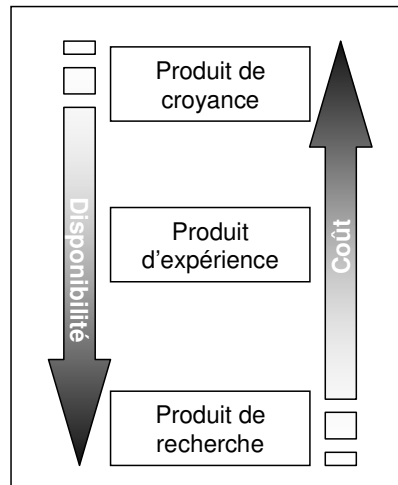 Produit de
croyance
Disponibilité
Produit
d'expérience
Coût
Produit de
recherche